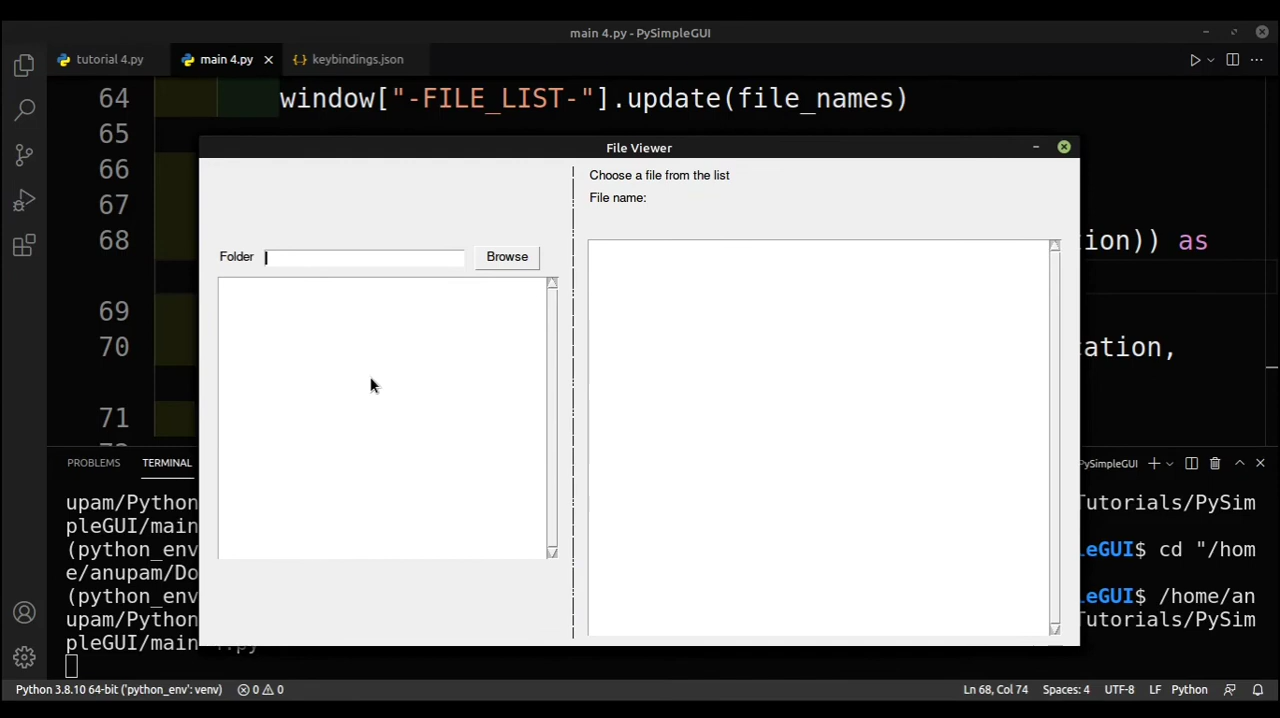 main 4.py - PySimpleGUI
tutorial 4.py
main 4.py
{} keybindings.json
64 window["-FILE_LIST-"].update(file_names)
65
File Viewer
66
Choose a file from the list
67
File name:
68 ion)) as
Folder
Browse
69
70 cation,
71
PROBLEMS
TERMINAL
PySimpleGUI
upam/Python Tutorials/PySim
pleGUI/main
(python_env leGUI$ cd "/hom
e/anupam/Do
(python_env leGUI$ /home/an
upam/Python Tutorials/PySim
pleGUI/main 4.py
Python 3.8.10 64-bit ('python_env': venv)
0 0
Ln 68, Col 74
Spaces: 4
UTF-8
LF
Python